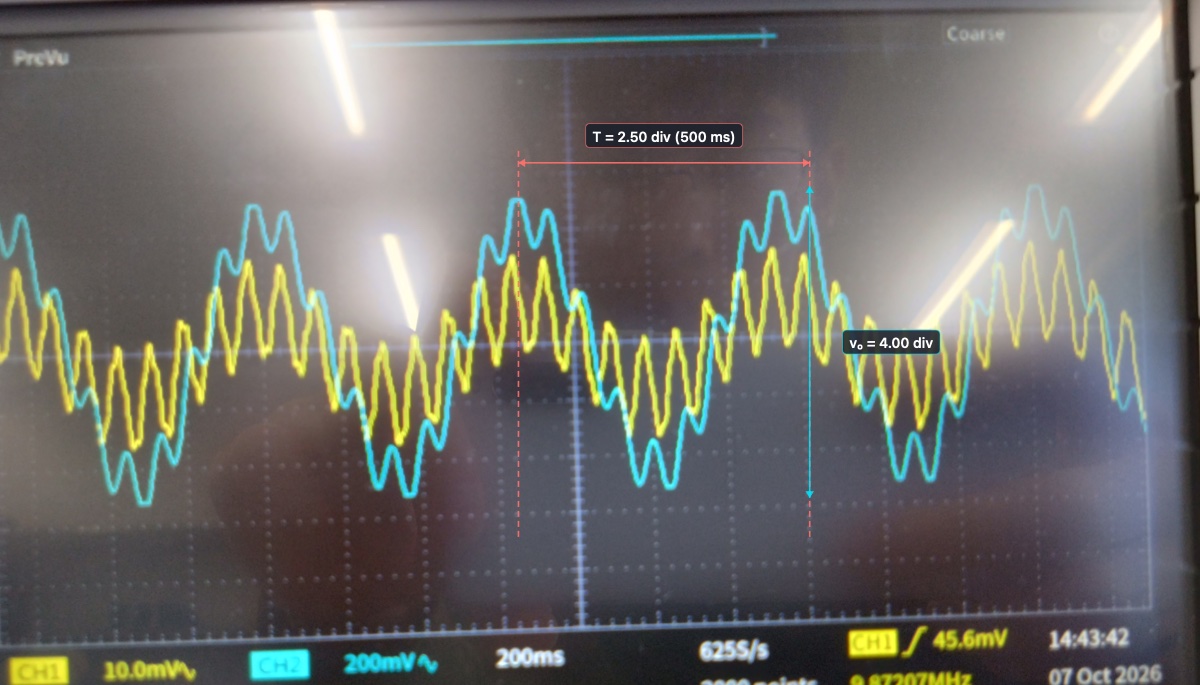 PreVu
Coarse
T = 2.50 div (500 ms)
vₒ = 4.00 div
CH1 10.0mV∿ CH2 200mV∿ 200ms 625S/s CH1 ʃ 45.6mV 14:43:42
9.87207MHz 07 Oct 2026